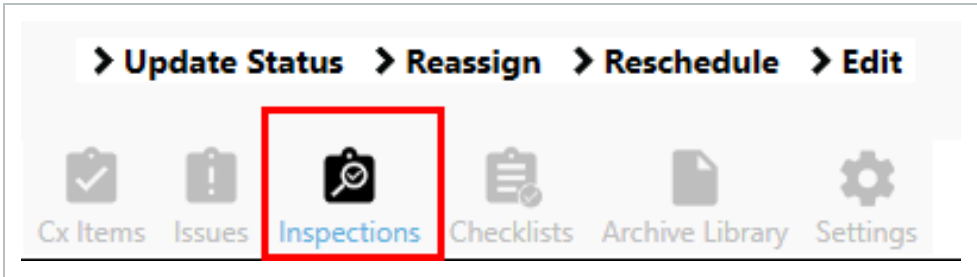 > Update Status > Reassign > Reschedule > Edit
Cx Items Issues Inspections Checklists Archive Library Settings